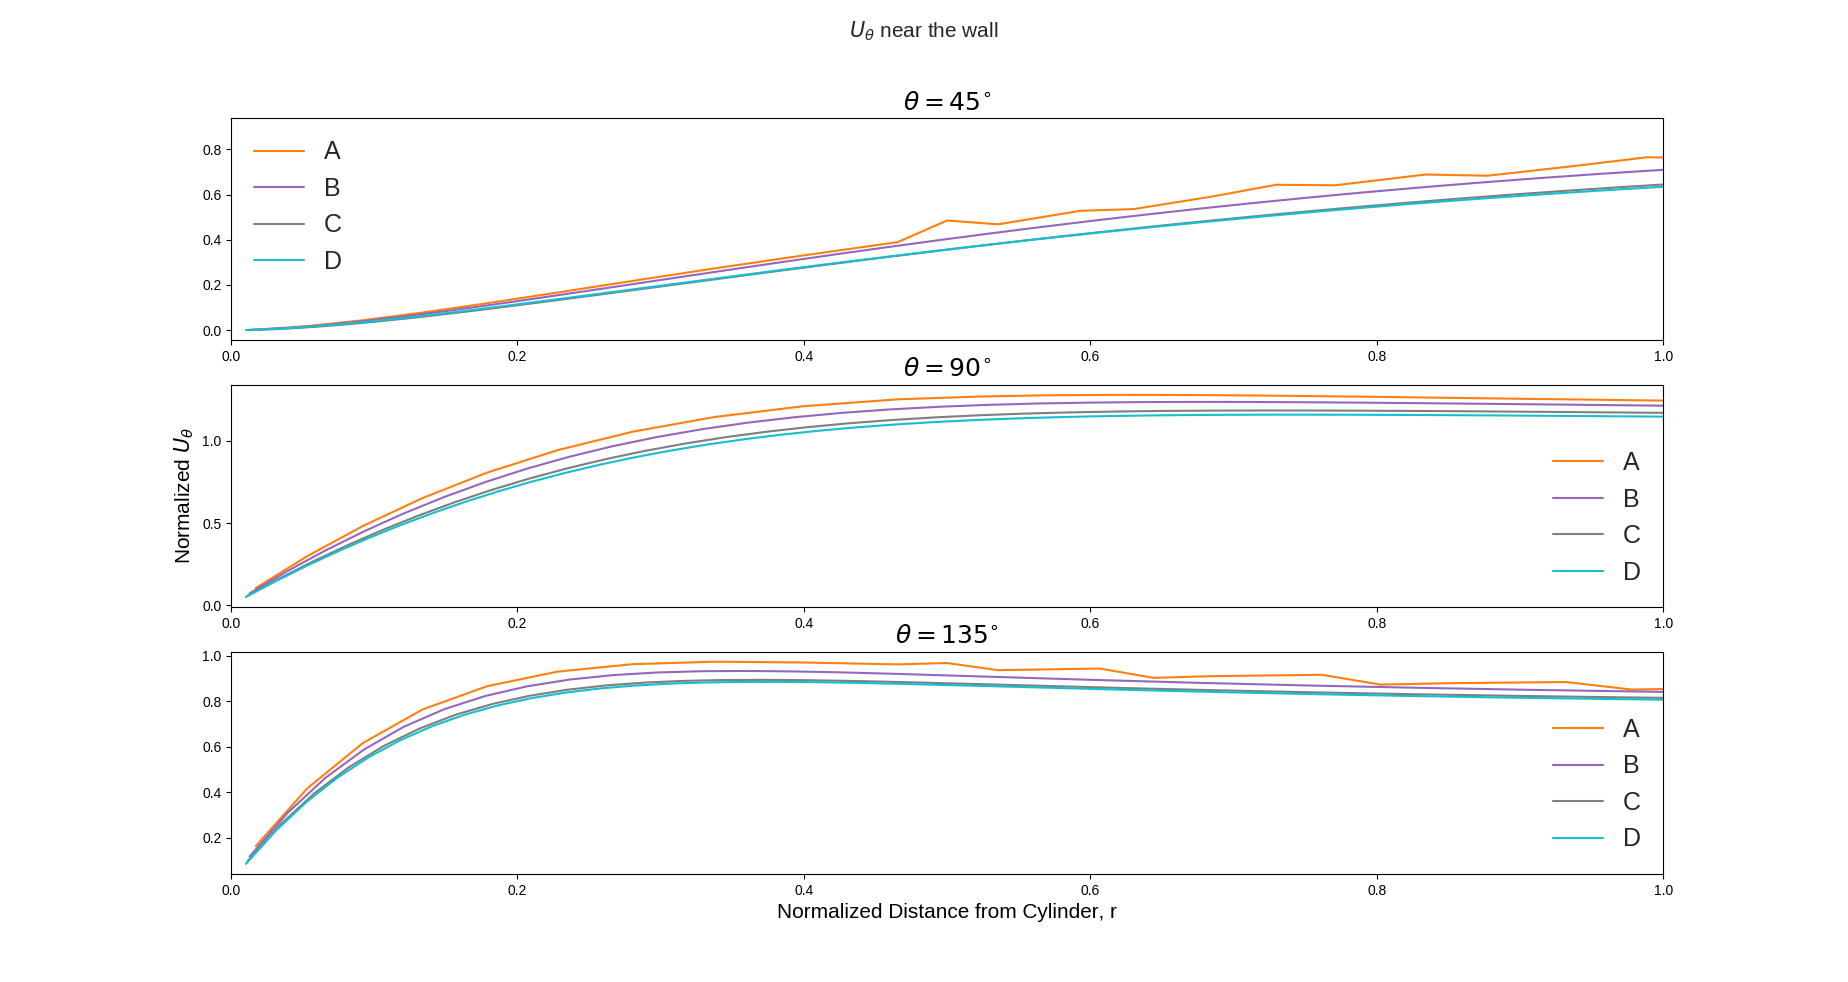 U_θ near the wall
θ = 45°
0.8
0.6
0.4
0.2
0.0
A
B
C
D
0.0 0.2 0.4 0.6 0.8 1.0
θ = 90°
Normalized U_θ
1.0
0.5
0.0
A
B
C
D
0.0 0.2 0.4 0.6 0.8 1.0
θ = 135°
1.0
0.8
0.6
0.4
0.2
A
B
C
D
0.0 0.2 0.4 0.6 0.8 1.0
Normalized Distance from Cylinder, r